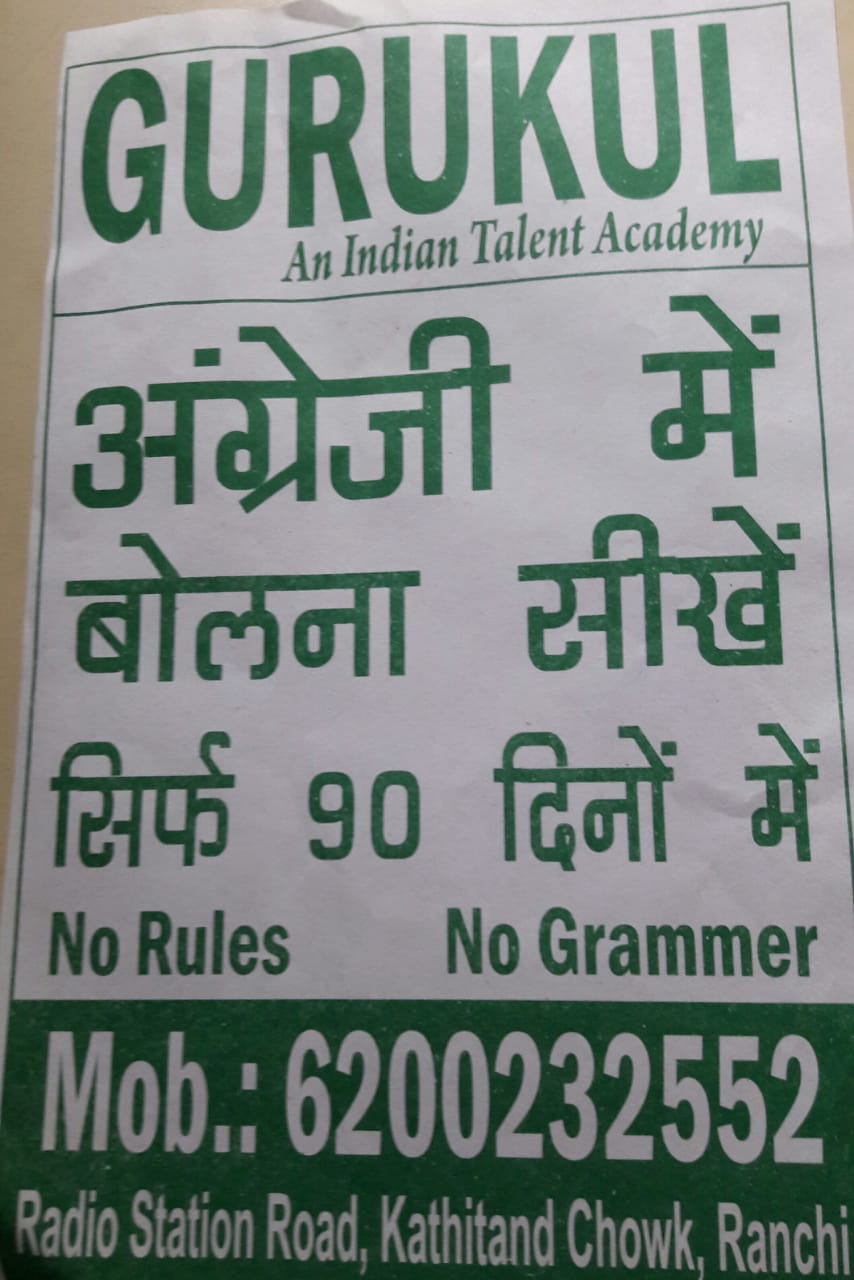 GURUKUL
An Indian Talent Academy
अंग्रेजी में
बोलना सीखें
सिर्फ 90 दिनों में
No Rules No Grammer
Mob.: 6200232552
Radio Station Road, Kathitand Chowk, Ranchi